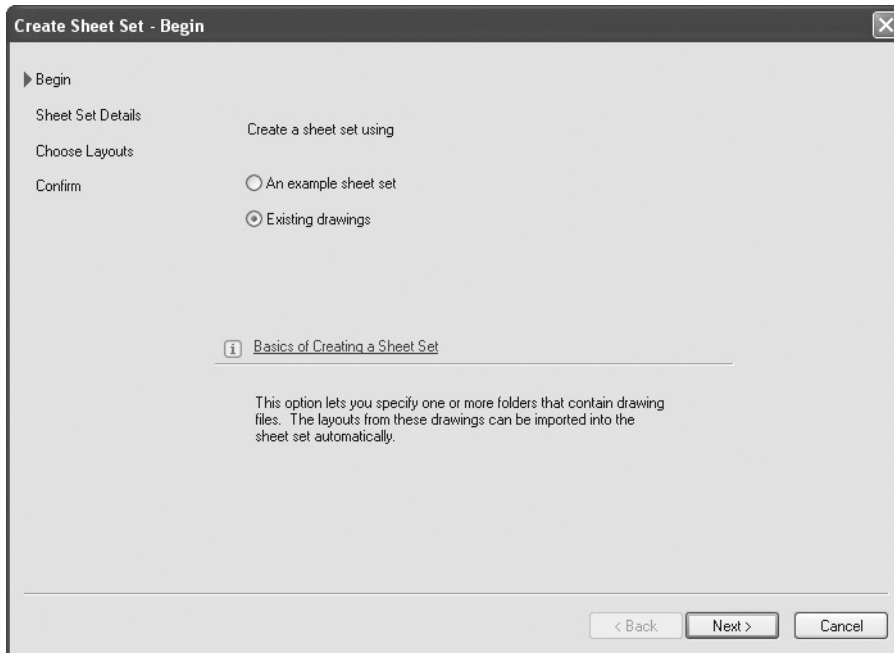 Create Sheet Set - Begin
Begin
Sheet Set Details
Choose Layouts
Confirm
Create a sheet set using
An example sheet set
Existing drawings
i
Basics of Creating a Sheet Set
This option lets you specify one or more folders that contain drawing
files. The layouts from these drawings can be imported into the
sheet set automatically.
< Back
Next >
Cancel